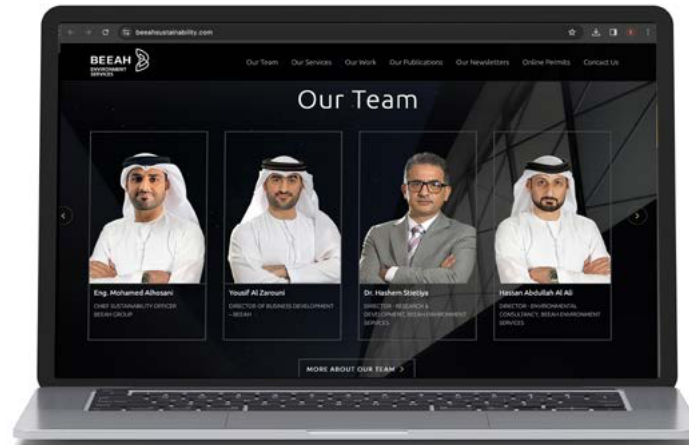 beeahsustainability.com
BEEAH
ENVIRONMENT
SERVICES
Our Team Our Services Our Work Our Publications Our Newsletters Online Permits Contact Us
Our Team
Eng. Mohamed Alhosani
CHIEF SUSTAINABILITY OFFICER
BEEAH GROUP
Yousif Al Zarouni
DIRECTOR OF BUSINESS DEVELOPMENT
– BEEAH
Dr. Hashem Stietiya
DIRECTOR - RESEARCH &
DEVELOPMENT, BEEAH ENVIRONMENT
SERVICES
Hassan Abdullah Al Ali
DIRECTOR - ENVIRONMENTAL
CONSULTANCY, BEEAH ENVIRONMENT
SERVICES
MORE ABOUT OUR TEAM >